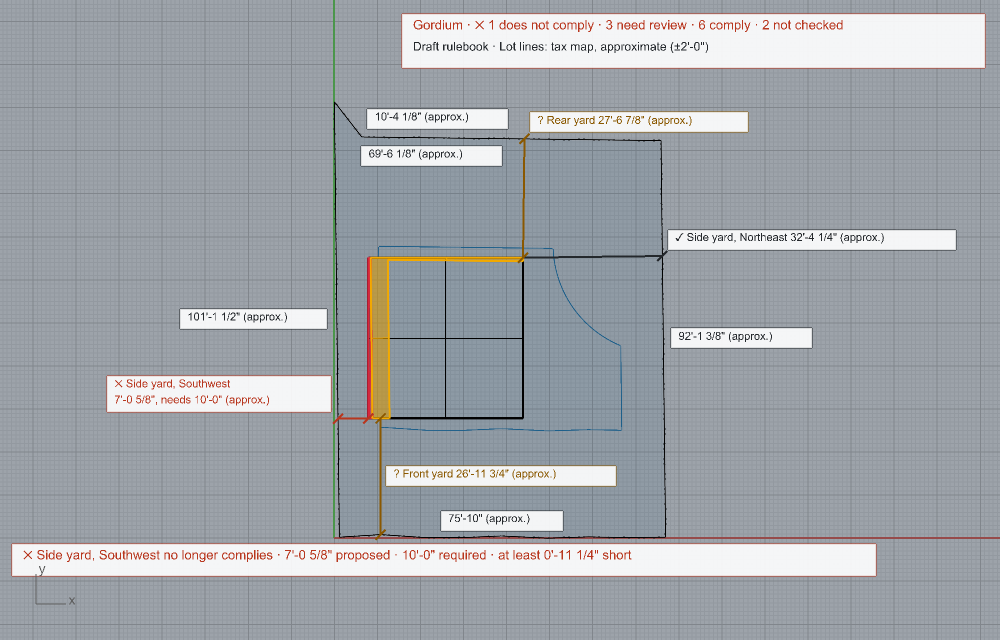 Gordium · ✕ 1 does not comply · 3 need review · 6 comply · 2 not checked
Draft rulebook · Lot lines: tax map, approximate (±2'-0")
10'-4 1/8" (approx.)
? Rear yard 27'-6 7/8" (approx.)
69'-6 1/8" (approx.)
✓ Side yard, Northeast 32'-4 1/4" (approx.)
101'-1 1/2" (approx.)
92'-1 3/8" (approx.)
✕ Side yard, Southwest
7'-0 5/8", needs 10'-0" (approx.)
? Front yard 26'-11 3/4" (approx.)
75'-10" (approx.)
✕ Side yard, Southwest no longer complies · 7'-0 5/8" proposed · 10'-0" required · at least 0'-11 1/4" short
y
x